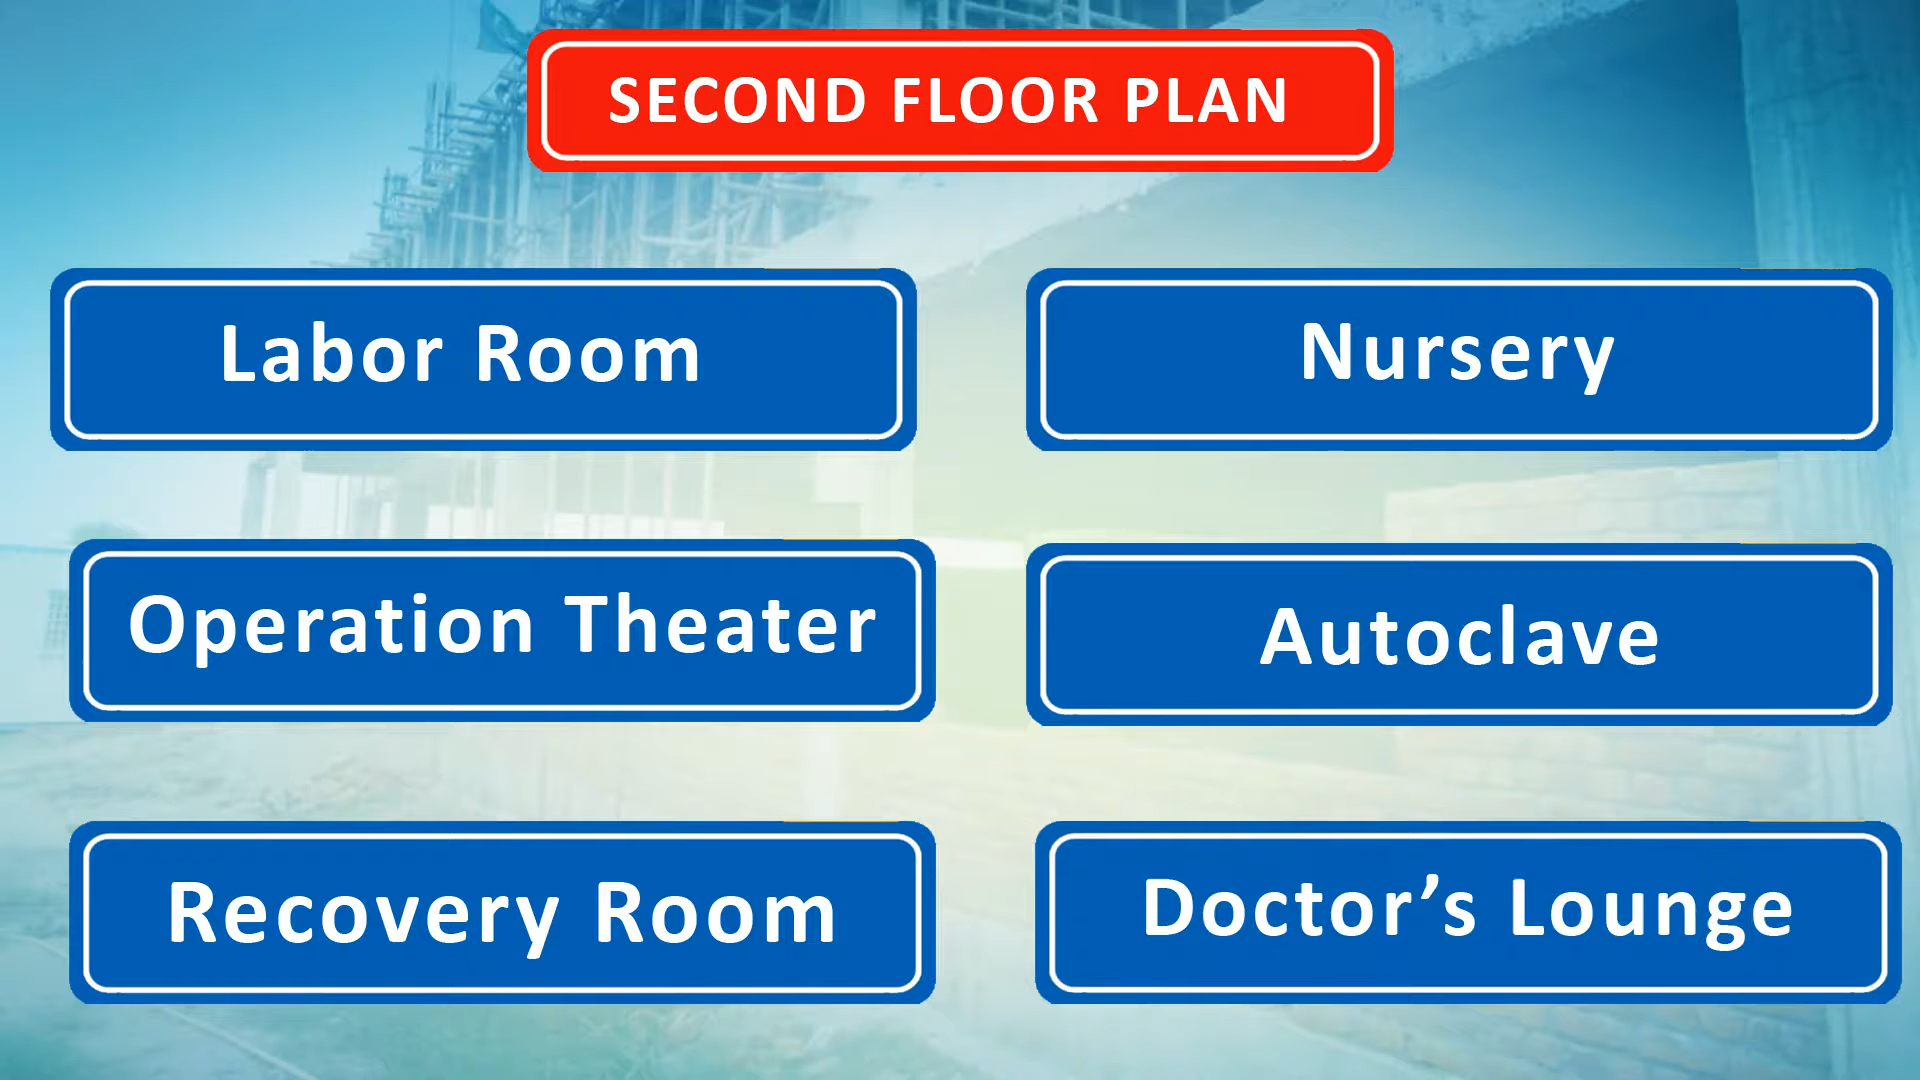 SECOND FLOOR PLAN
Labor Room
Nursery
Operation Theater
Autoclave
Recovery Room
Doctor’s Lounge